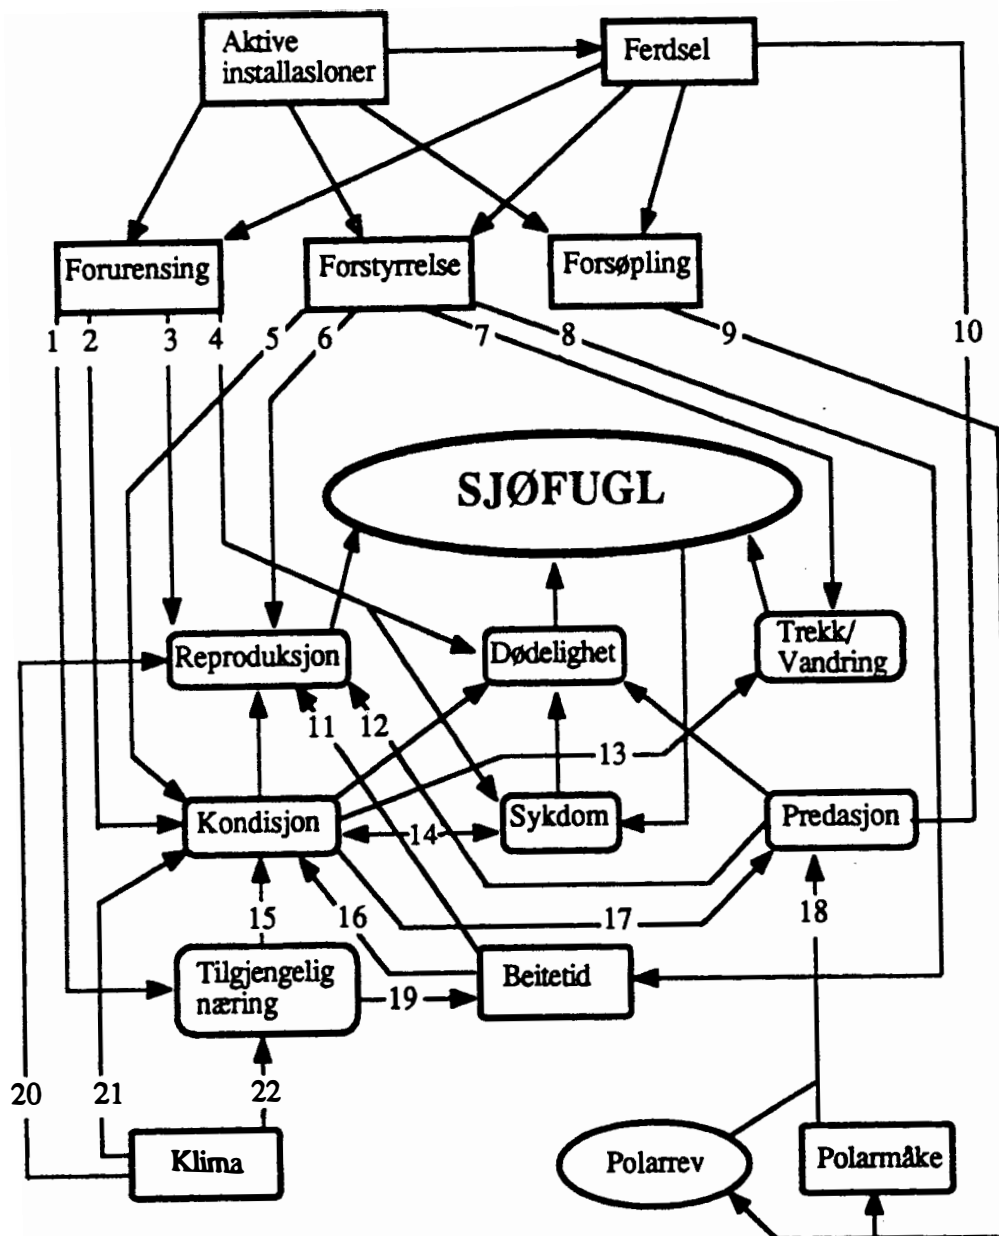 Aktive
installasloner
Ferdsel
Forurensing
Forstyrrelse
Forsøpling
1 2 3 4 5 6 7 8 9 10
SJØFUGL
Reproduksjon
Dødelighet
Trekk/
Vandring
11 12
13
Kondisjon
14
Sykdom
Predasjon
15 16 17 18
Tilgjengelig
næring
19
Beitetid
20 21 22
Klima
Polarrev
Polarmåke